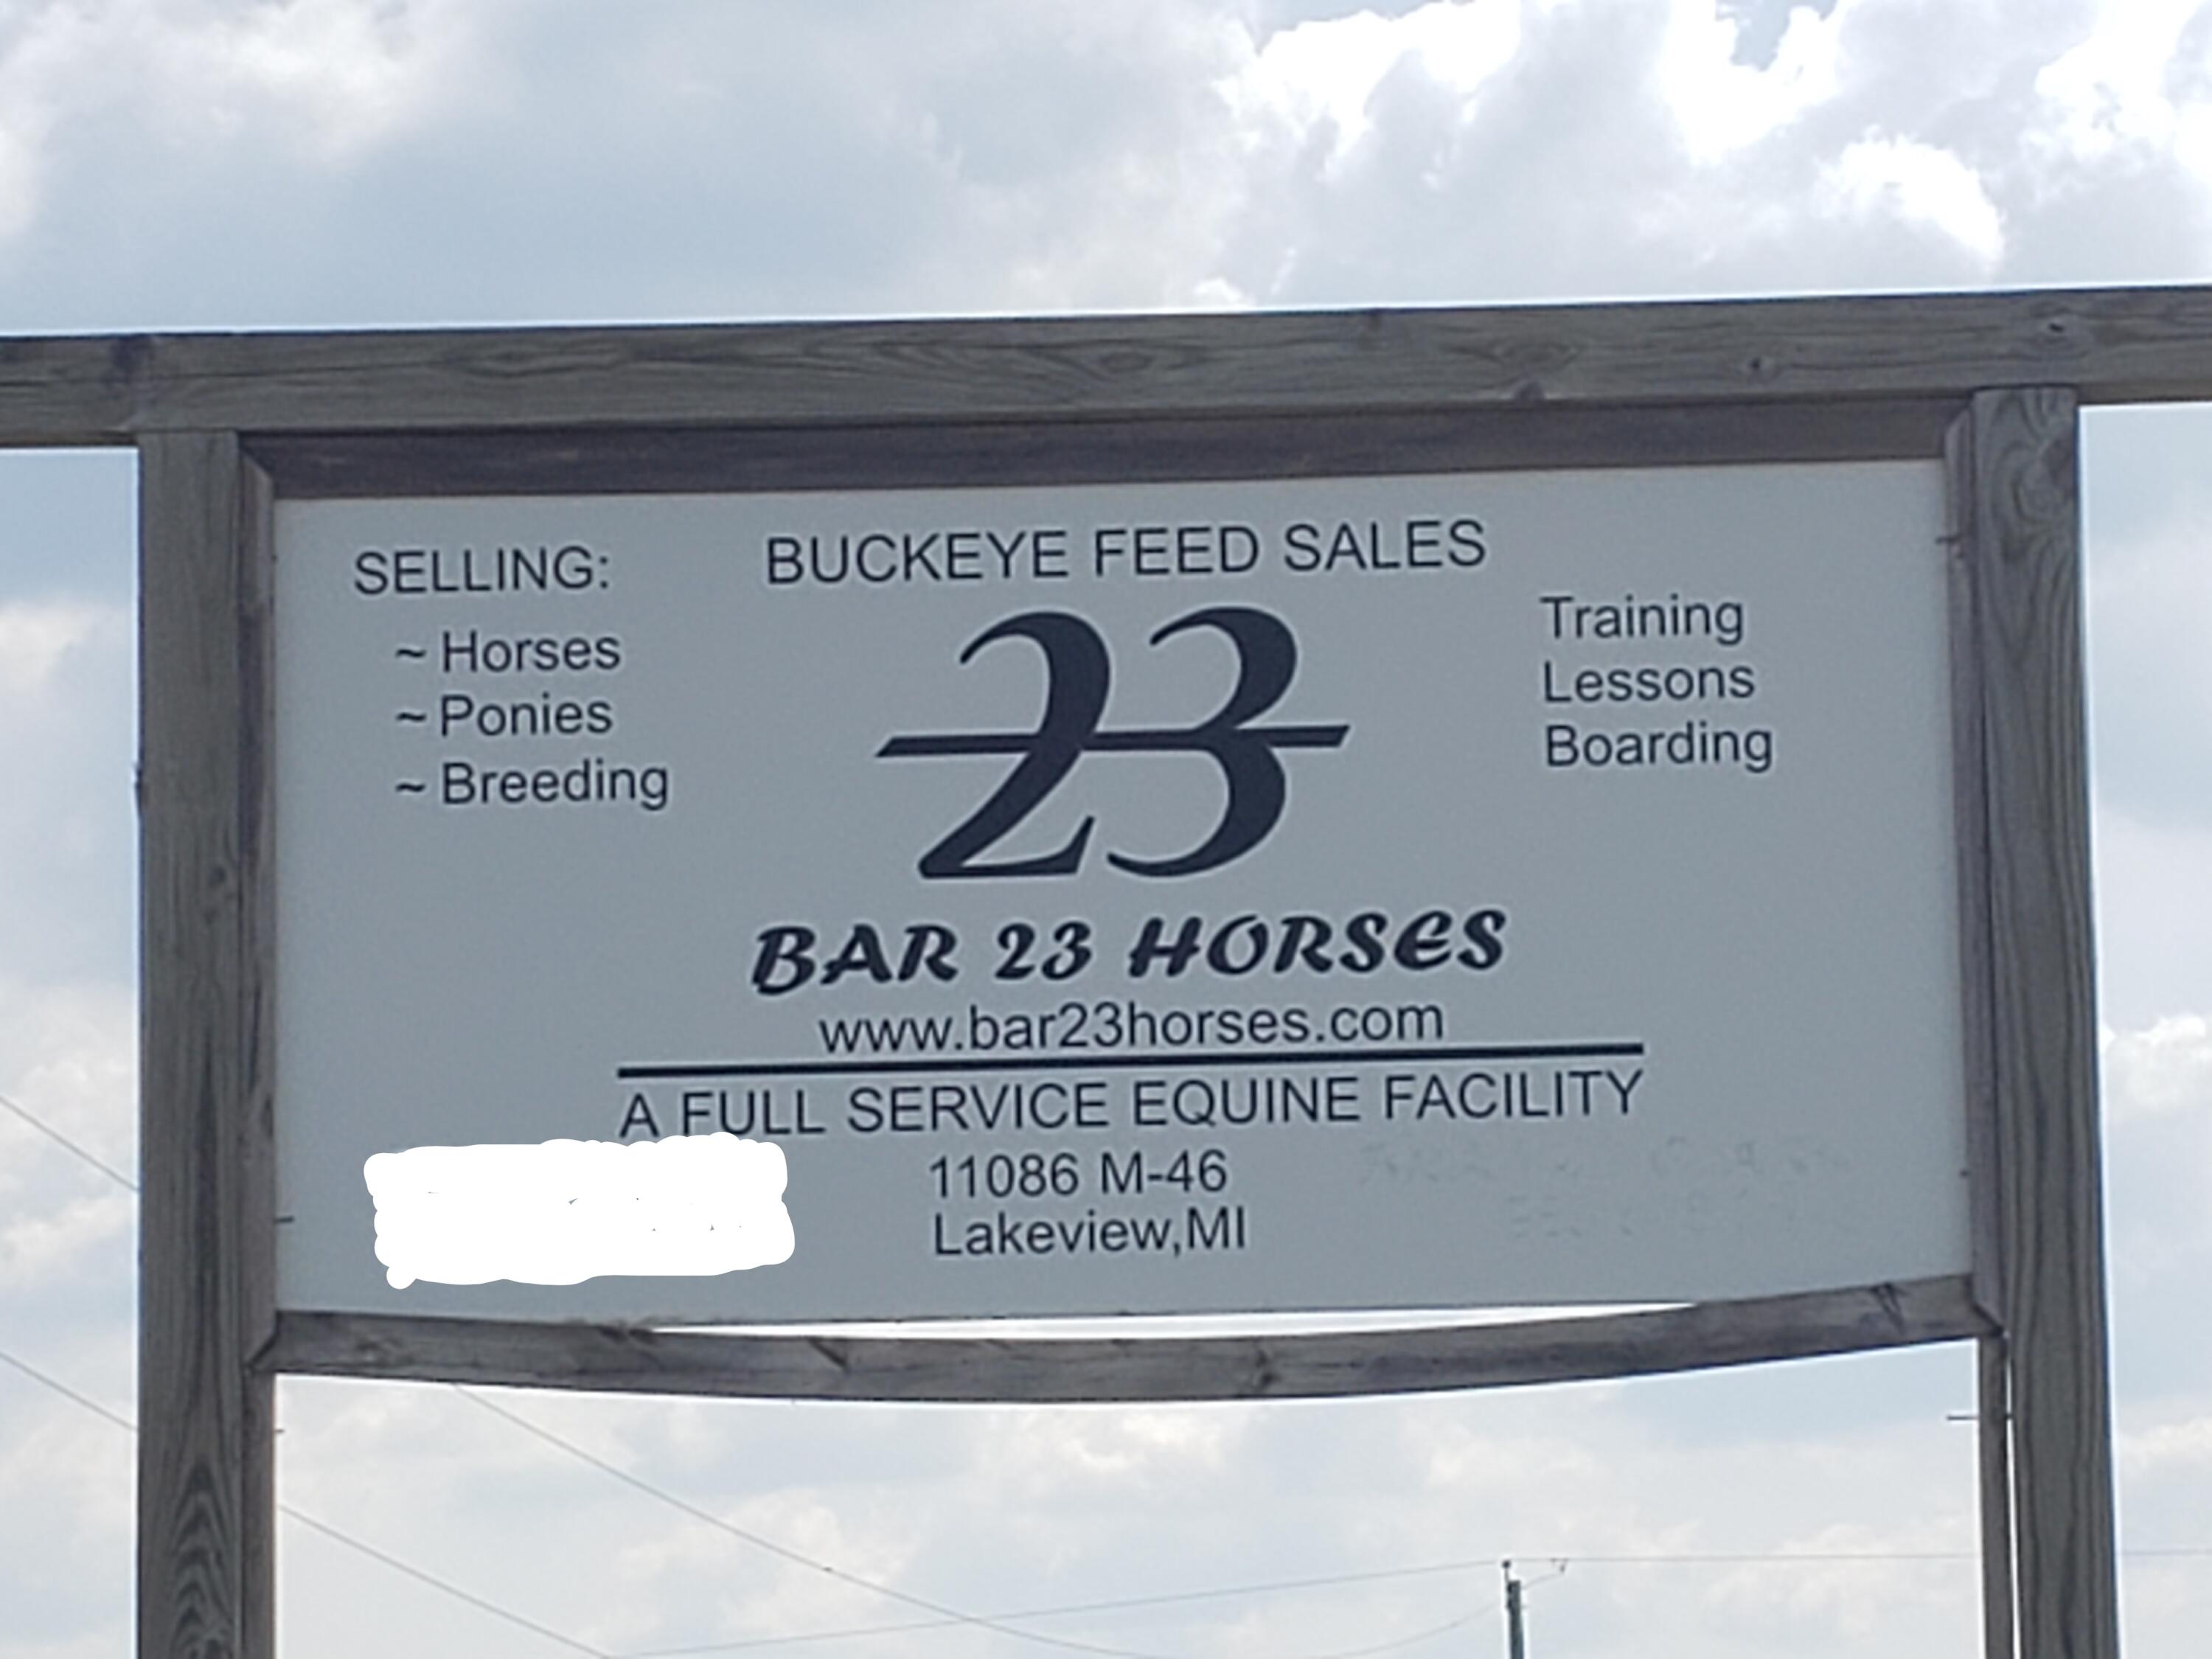 BUCKEYE FEED SALES
SELLING:
~ Horses
~ Ponies
~ Breeding
Training
Lessons
Boarding
23
BAR 23 HORSES
www.bar23horses.com
A FULL SERVICE EQUINE FACILITY
11086 M-46
Lakeview,MI